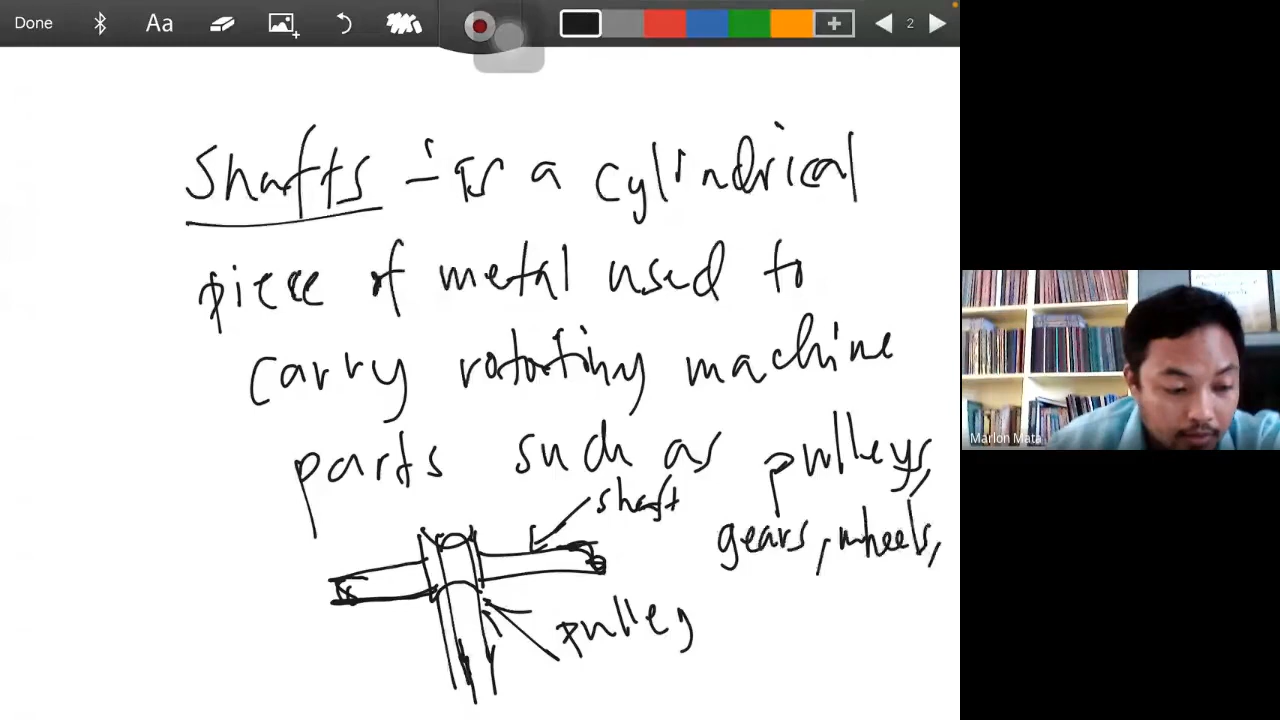 Done Aa 2
Shafts - is a cylindrical
piece of metal used to
carry rotating machine
parts such as pulleys,
gears, wheels,
shaft
pulley
Marlon Mata